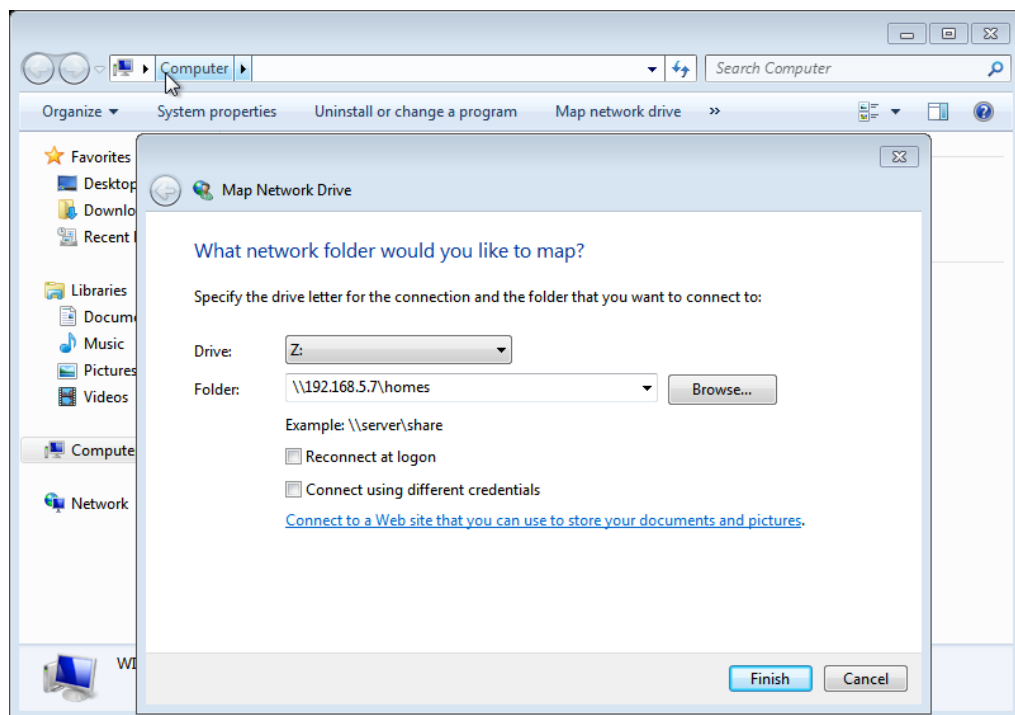 Computer
Search Computer
Organize
System properties
Uninstall or change a program
Map network drive
»
Favorites
Desktop
Recent
Libraries
Music
Pictures
Videos
Network
Map Network Drive
What network folder would you like to map?
Specify the drive letter for the connection and the folder that you want to connect to:
Drive: Z:
Folder: \\192.168.5.7\homes
Browse...
Example: \\server\share
Reconnect at logon
Connect using different credentials
Connect to a Web site that you can use to store your documents and pictures.
Finish
Cancel